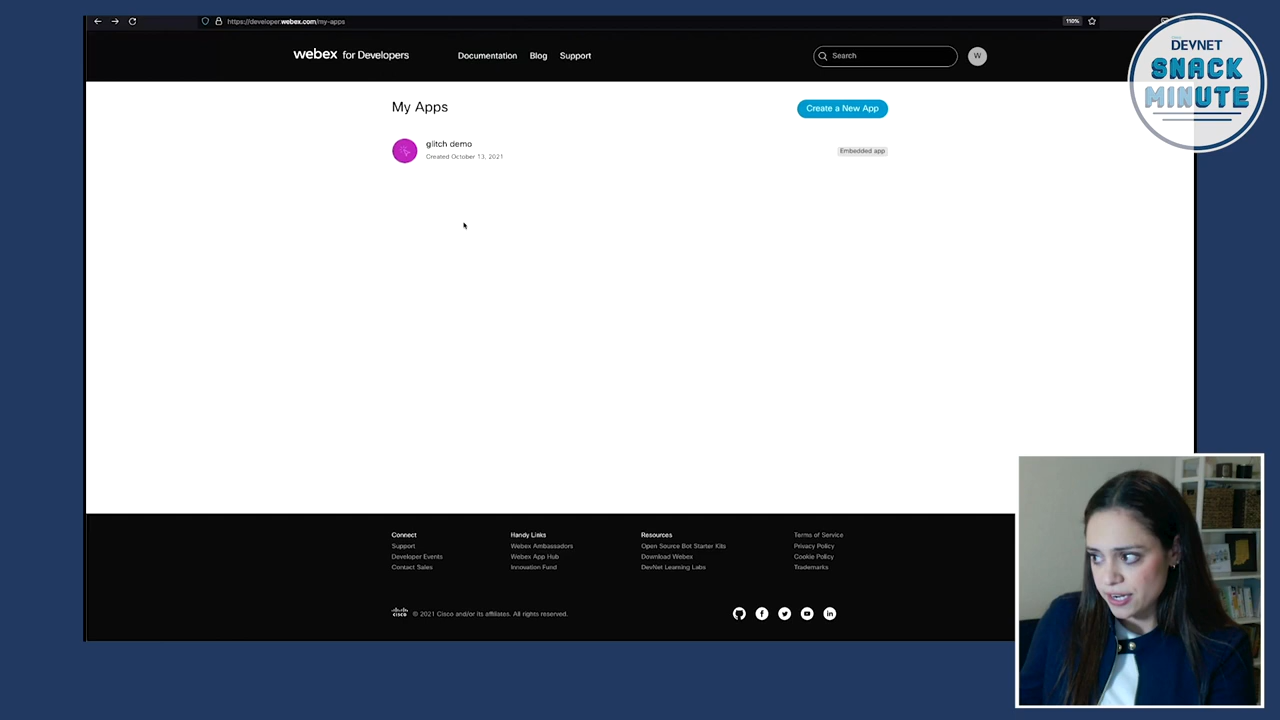 https://developer.webex.com/my-apps
110%
DEVNET
SNACK
MINUTE
webex for Developers
Documentation
Blog
Support
Search
W
My Apps
Create a New App
glitch demo
Created October 13, 2021
Embedded app
Connect
Support
Developer Events
Contact Sales
Handy Links
Webex Ambassadors
Webex App Hub
Innovation Fund
Resources
Open Source Bot Starter Kits
Download Webex
DevNet Learning Labs
Terms of Service
Privacy Policy
Cookie Policy
Trademarks
cisco
© 2021 Cisco and/or its affiliates. All rights reserved.